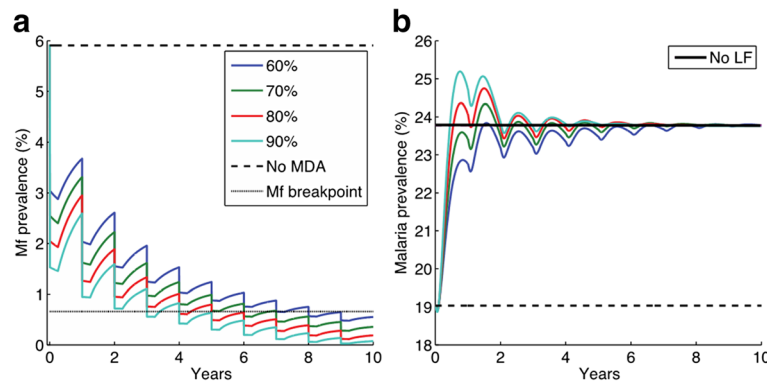 a
Mf prevalence (%)
6
5
4
3
2
1
0
0 2 4 6 8 10
Years
60%
70%
80%
90%
No MDA
Mf breakpoint
b
Malaria prevalence (%)
26
25
24
23
22
21
20
19
18
0 2 4 6 8 10
Years
No LF